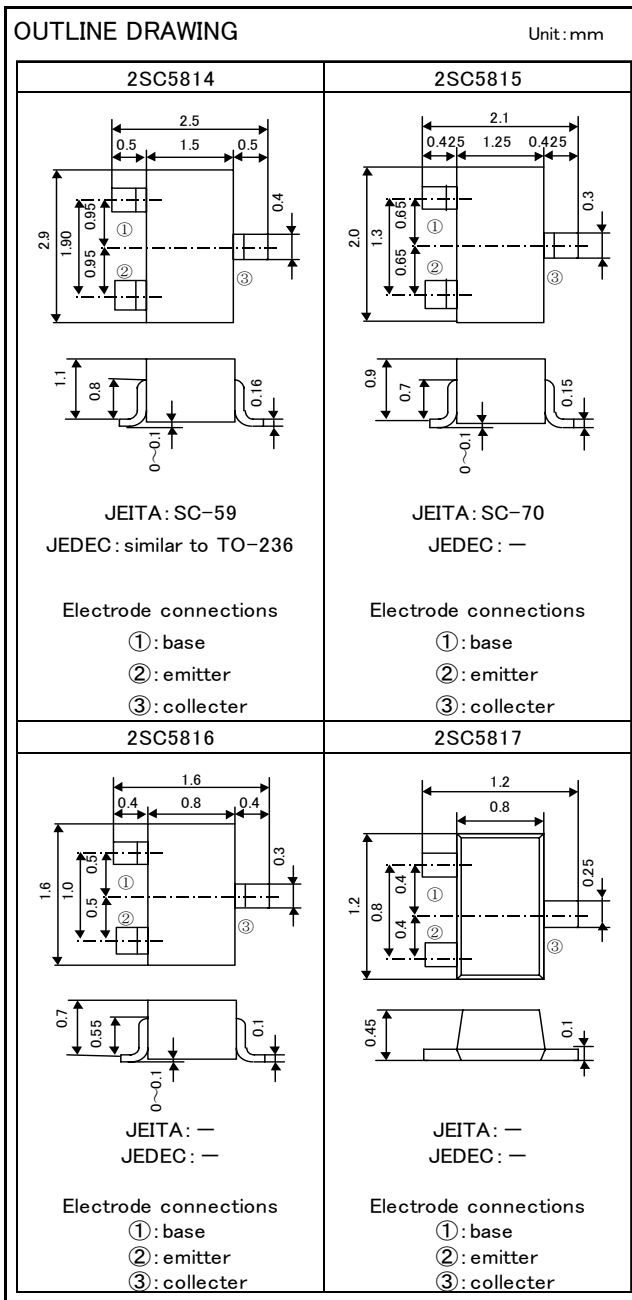 OUTLINE DRAWING Unit:mm
2SC5814
2.5
0.5 1.5 0.5
2.9
1.90
0.95
0.95
0.4
①
②
③
1.1
0.8
0.16
0～0.1
JEITA:SC-59
JEDEC:similar to TO-236
Electrode connections
①:base
②:emitter
③:collecter
2SC5815
2.1
0.425 1.25 0.425
2.0
1.3
0.65
0.65
0.3
①
②
③
0.9
0.7
0.15
0～0.1
JEITA:SC-70
JEDEC:－
Electrode connections
①:base
②:emitter
③:collecter
2SC5816
1.6
0.4 0.8 0.4
1.6
1.0
0.5
0.5
0.3
①
②
③
0.7
0.55
0.1
0～0.1
JEITA:－
JEDEC:－
Electrode connections
①:base
②:emitter
③:collecter
2SC5817
1.2
0.8
1.2
0.8
0.4
0.4
0.25
①
②
③
0.45
0.1
JEITA:－
JEDEC:－
Electrode connections
①:base
②:emitter
③:collecter